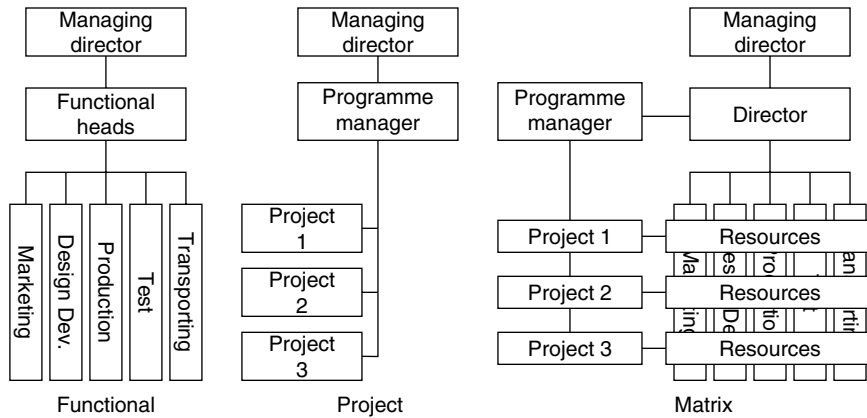 Managing
director
Functional
heads
Marketing
Design Dev.
Production
Test
Transporting
Functional
Managing
director
Programme
manager
Project
1
Project
2
Project
3
Project
Managing
director
Programme
manager
Director
Project 1
Resources
Project 2
Resources
Project 3
Resources
Matrix